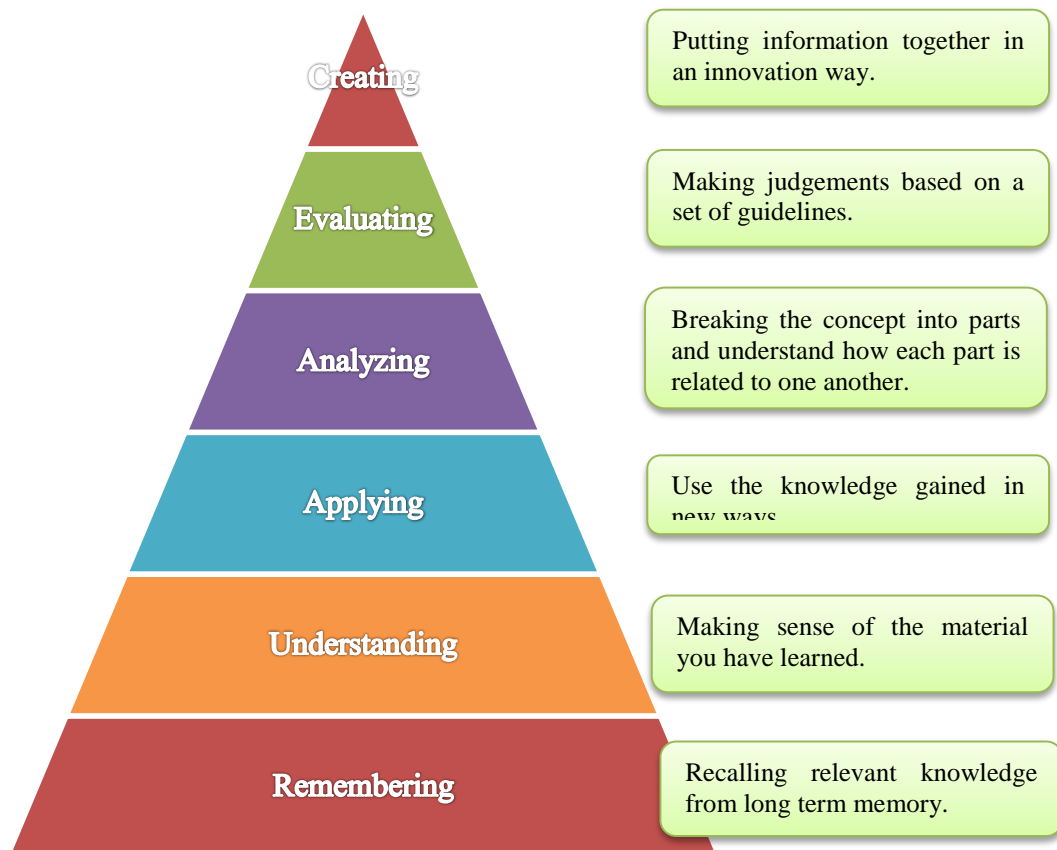 Creating
Putting information together in
an innovation way.
Evaluating
Making judgements based on a
set of guidelines.
Analyzing
Breaking the concept into parts
and understand how each part is
related to one another.
Applying
Use the knowledge gained in
new ways
Understanding
Making sense of the material
you have learned.
Remembering
Recalling relevant knowledge
from long term memory.